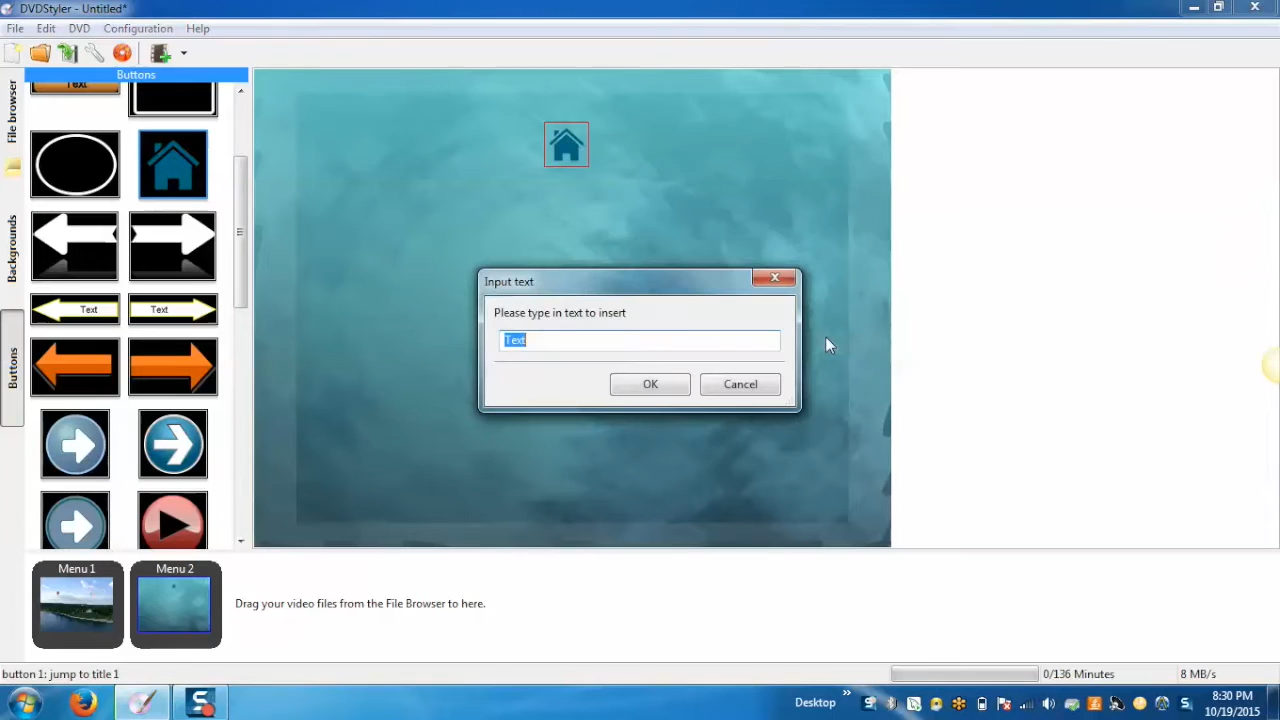 DVDStyler - Untitled*
File Edit DVD Configuration Help
Buttons
File browser
Backgrounds
Buttons
Text
Text Text
Input text
Please type in text to insert
Text
OK Cancel
Menu 1 Menu 2
Drag your video files from the File Browser to here.
button 1: jump to title 1 0/136 Minutes 8 MB/s
Desktop
8:30 PM
10/19/2015